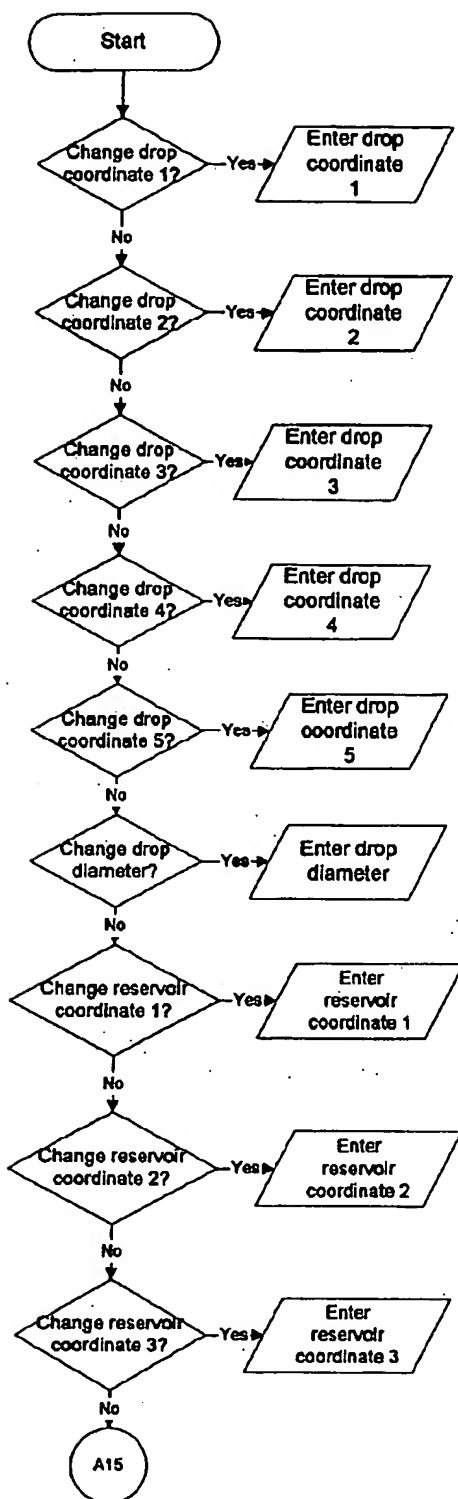 Start
Change drop
coordinate 1?
Yes
Enter drop
coordinate
1
No
Change drop
coordinate 2?
Yes
Enter drop
coordinate
2
No
Change drop
coordinate 3?
Yes
Enter drop
coordinate
3
No
Change drop
coordinate 4?
Yes
Enter drop
coordinate
4
No
Change drop
coordinate 5?
Yes
Enter drop
coordinate
5
No
Change drop
diameter?
Yes
Enter drop
diameter
No
Change reservoir
coordinate 1?
Yes
Enter
reservoir
coordinate 1
No
Change reservoir
coordinate 2?
Yes
Enter
reservoir
coordinate 2
No
Change reservoir
coordinate 3?
Yes
Enter
reservoir
coordinate 3
No
A15